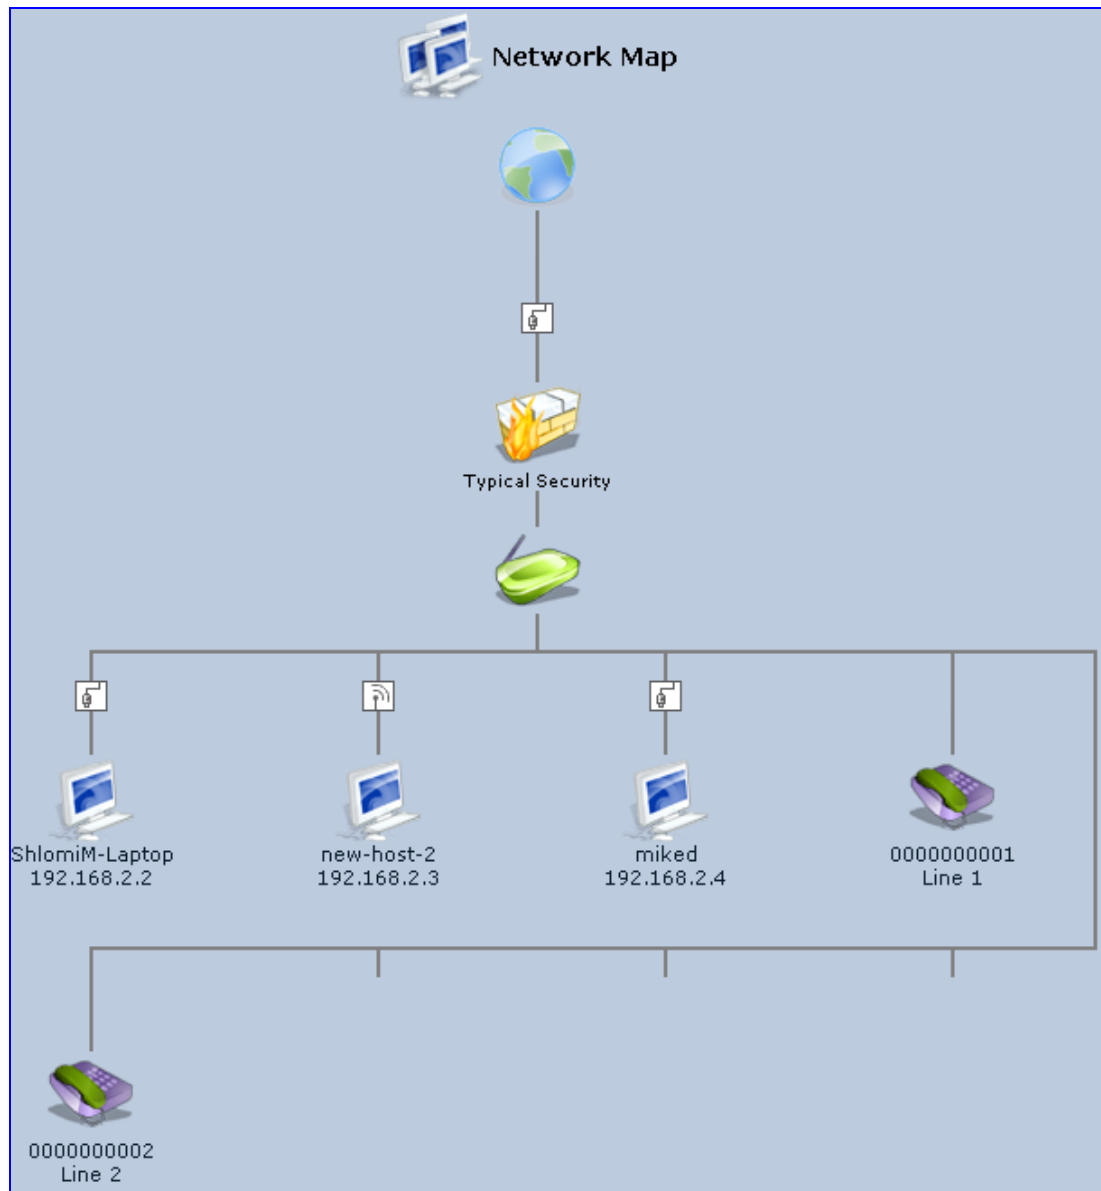 Network Map
Typical Security
ShlomiM-Laptop
192.168.2.2
new-host-2
192.168.2.3
miked
192.168.2.4
0000000001
Line 1
0000000002
Line 2